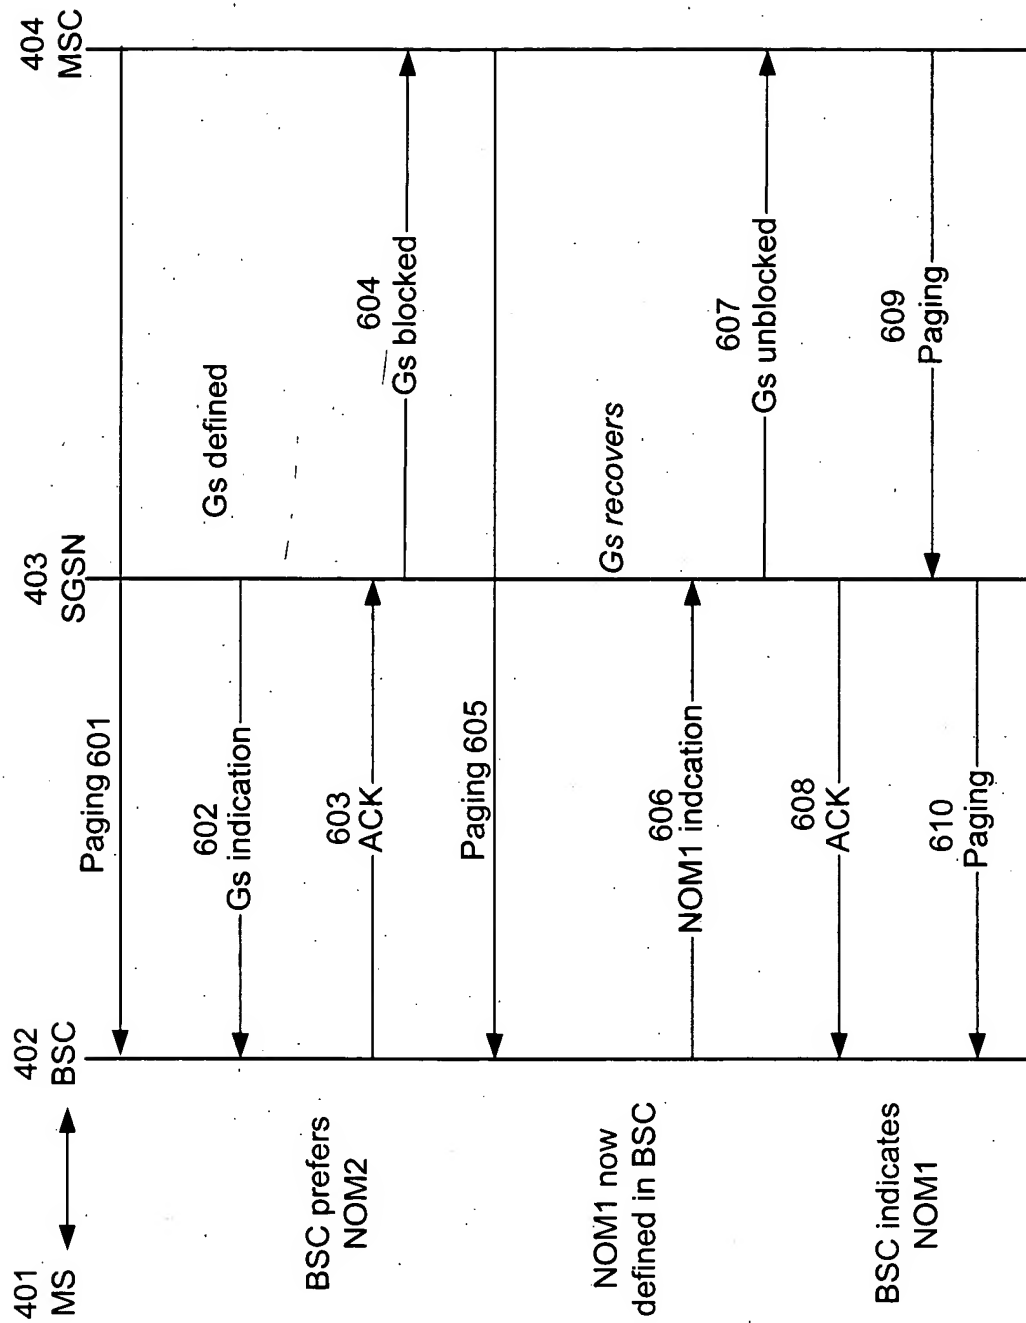 401
MS
402
BSC
403
SGSN
404
MSC
Paging 601
Gs defined
602
Gs indication
BSC prefers
NOM2
603
ACK
604
Gs blocked
Paging 605
Gs recovers
NOM1 now
defined in BSC
606
NOM1 indcation
607
Gs unblocked
608
ACK
BSC indicates
NOM1
609
Paging
610
Paging